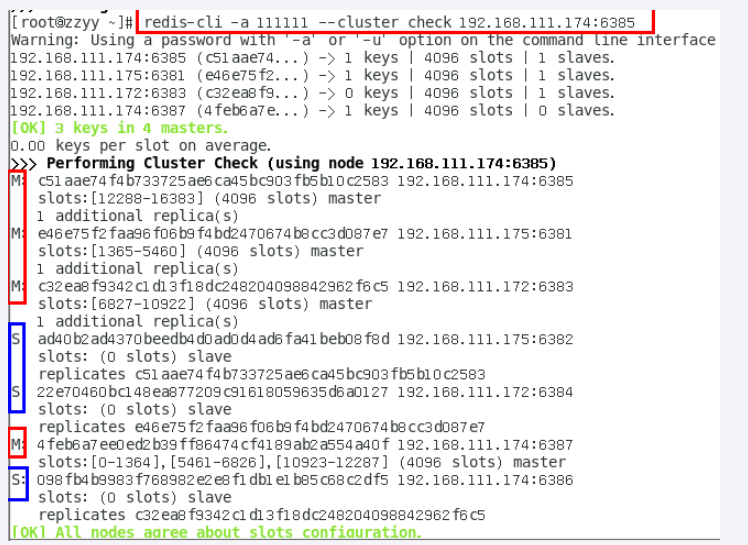 [root@zzyy ~]# redis-cli -a 111111 --cluster check 192.168.111.174:6385
Warning: Using a password with '-a' or '-u' option on the command line interface
192.168.111.174:6385 (c51aae74...) -> 1 keys | 4096 slots | 1 slaves.
192.168.111.175:6381 (e46e75f2...) -> 1 keys | 4096 slots | 1 slaves.
192.168.111.172:6383 (c32ea8f9...) -> 0 keys | 4096 slots | 1 slaves.
192.168.111.174:6387 (4feb6a7e...) -> 1 keys | 4096 slots | 0 slaves.
[OK] 3 keys in 4 masters.
0.00 keys per slot on average.
>>> Performing Cluster Check (using node 192.168.111.174:6385)
M: c51aae74f4b733725ae6ca45bc903fb5b10c2583 192.168.111.174:6385
slots:[12288-16383] (4096 slots) master
1 additional replica(s)
M: e46e75f2faa96f06b9f4bd2470674b8cc3d087e7 192.168.111.175:6381
slots:[1365-5460] (4096 slots) master
1 additional replica(s)
M: c32ea8f9342c1d13f18dc248204098842962f6c5 192.168.111.172:6383
slots:[6827-10922] (4096 slots) master
1 additional replica(s)
S: ad40b2ad4370beedb4d0ad0d4ad6fa41beb08f8d 192.168.111.175:6382
slots: (0 slots) slave
replicates c51aae74f4b733725ae6ca45bc903fb5b10c2583
S: 22e70460bc148ea877209c91618059635d6a0127 192.168.111.172:6384
slots: (0 slots) slave
replicates e46e75f2faa96f06b9f4bd2470674b8cc3d087e7
M: 4feb6a7ee0ed2b39ff86474cf4189ab2a554a40f 192.168.111.174:6387
slots:[0-1364],[5461-6826],[10923-12287] (4096 slots) master
S: 098fb4b9983f768982e2e8f1db1e1b85c68c2df5 192.168.111.174:6386
slots: (0 slots) slave
replicates c32ea8f9342c1d13f18dc248204098842962f6c5
[OK] All nodes agree about slots configuration.